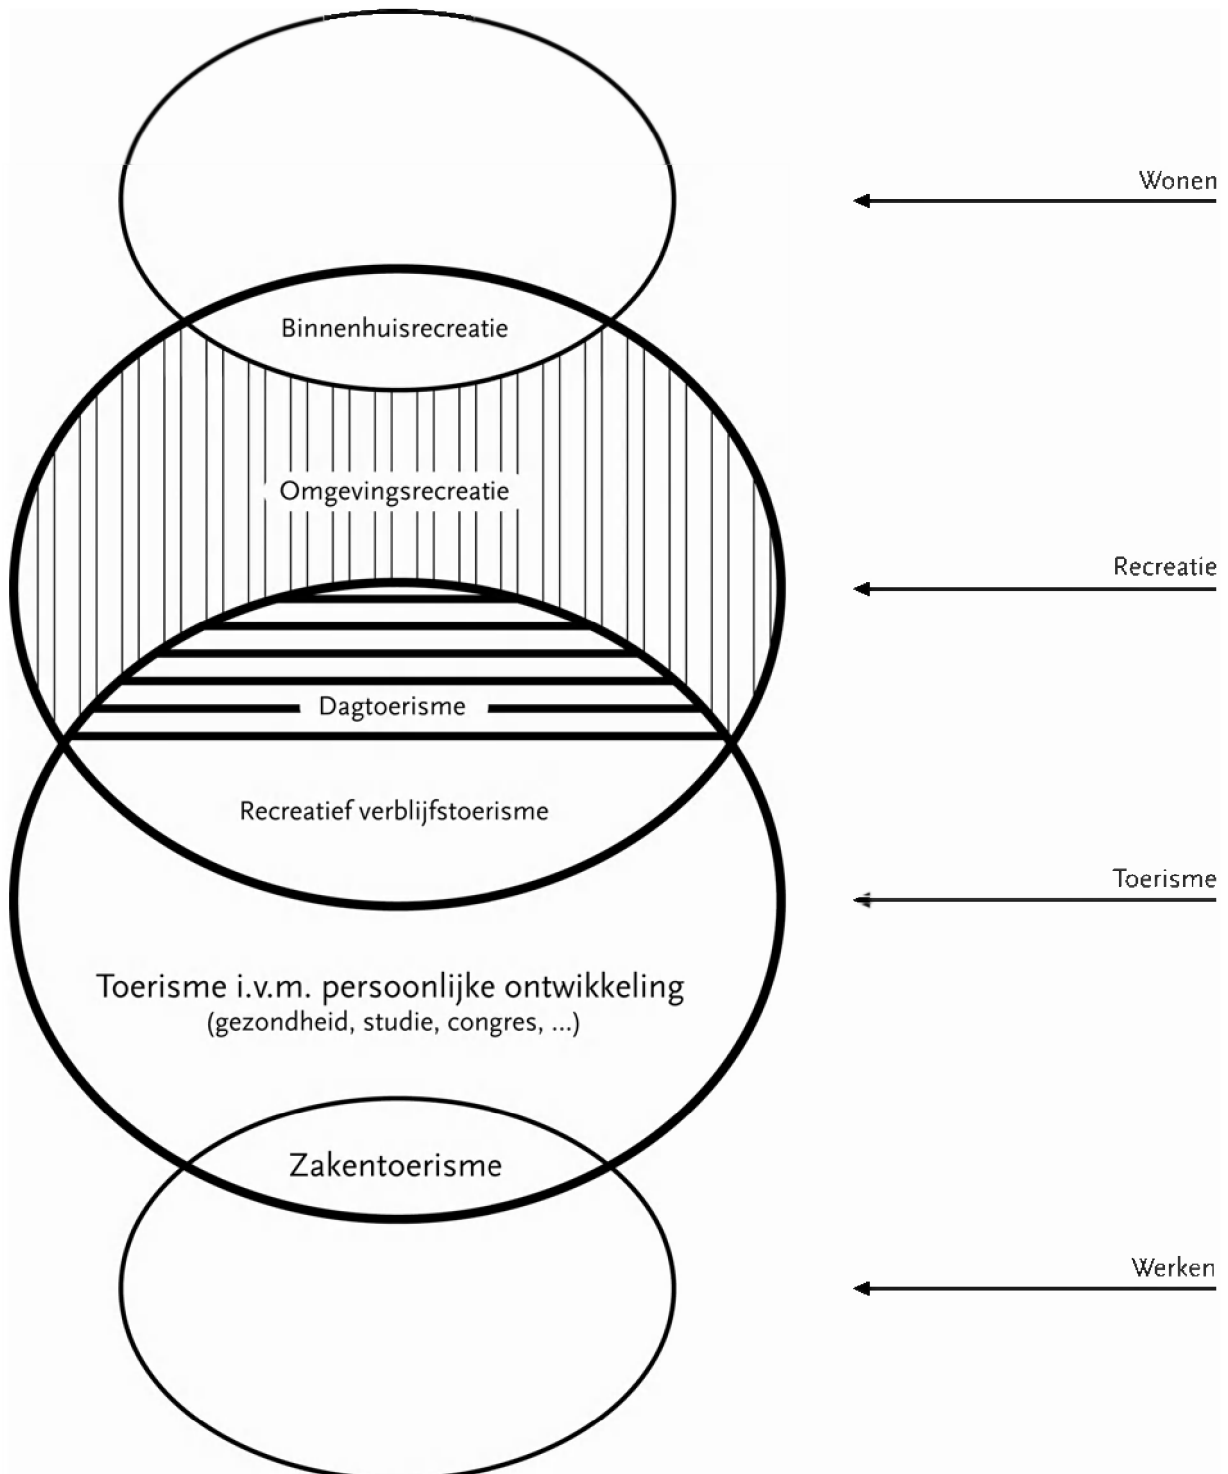 Wonen
Binnenhuisrecreatie
Omgevingsrecreatie
Recreatie
Dagtoerisme
Recreatief verblijfstoerisme
Toerisme
Toerisme i.v.m. persoonlijke ontwikkeling
(gezondheid, studie, congres, ...)
Zakentoerisme
Werken